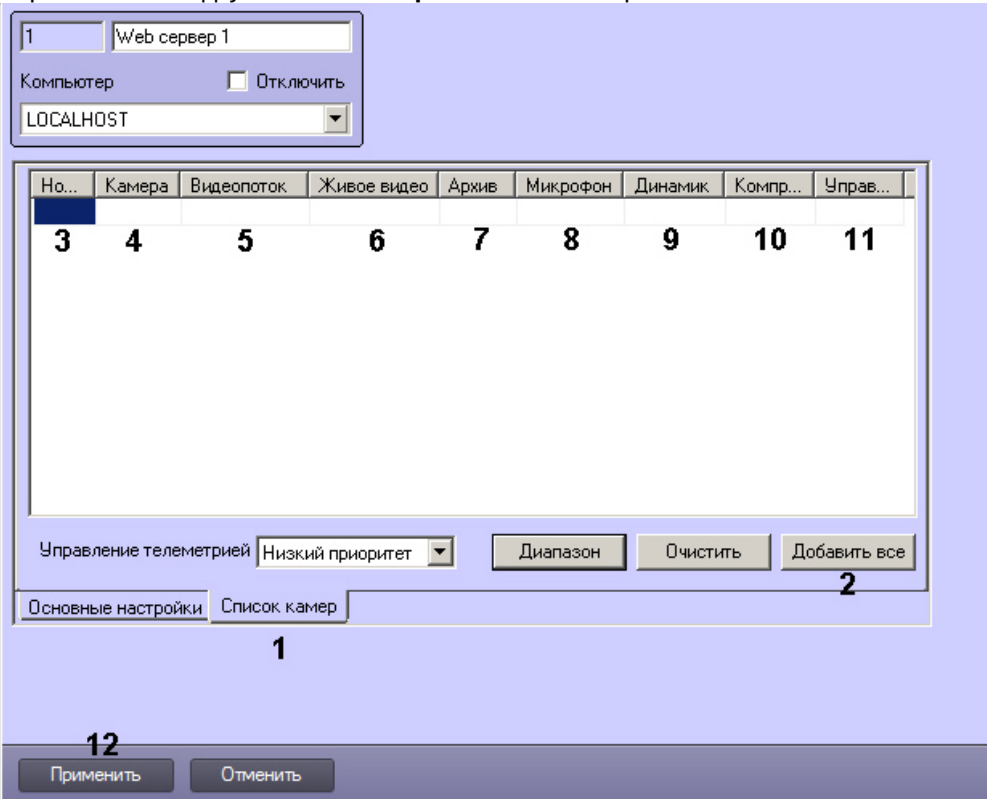 1 Web сервер 1
Компьютер Отключить
LOCALHOST
Но... Камера Видеопоток Живое видео Архив Микрофон Динамик Компр... Управ...
3 4 5 6 7 8 9 10 11
Управление телеметрией Низкий приоритет Диапазон Очистить Добавить все
2
Основные настройки Список камер
1
12
Применить Отменить